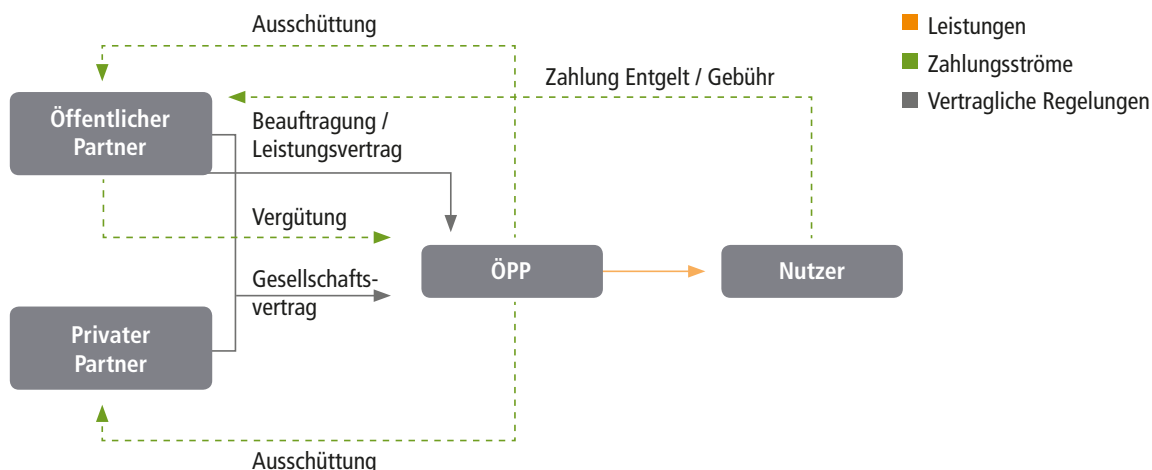 Ausschüttung
Leistungen
Zahlungsströme
Vertragliche Regelungen
Zahlung Entgelt / Gebühr
Öffentlicher
Partner
Beauftragung /
Leistungsvertrag
Vergütung
ÖPP
Nutzer
Gesellschafts-
vertrag
Privater
Partner
Ausschüttung